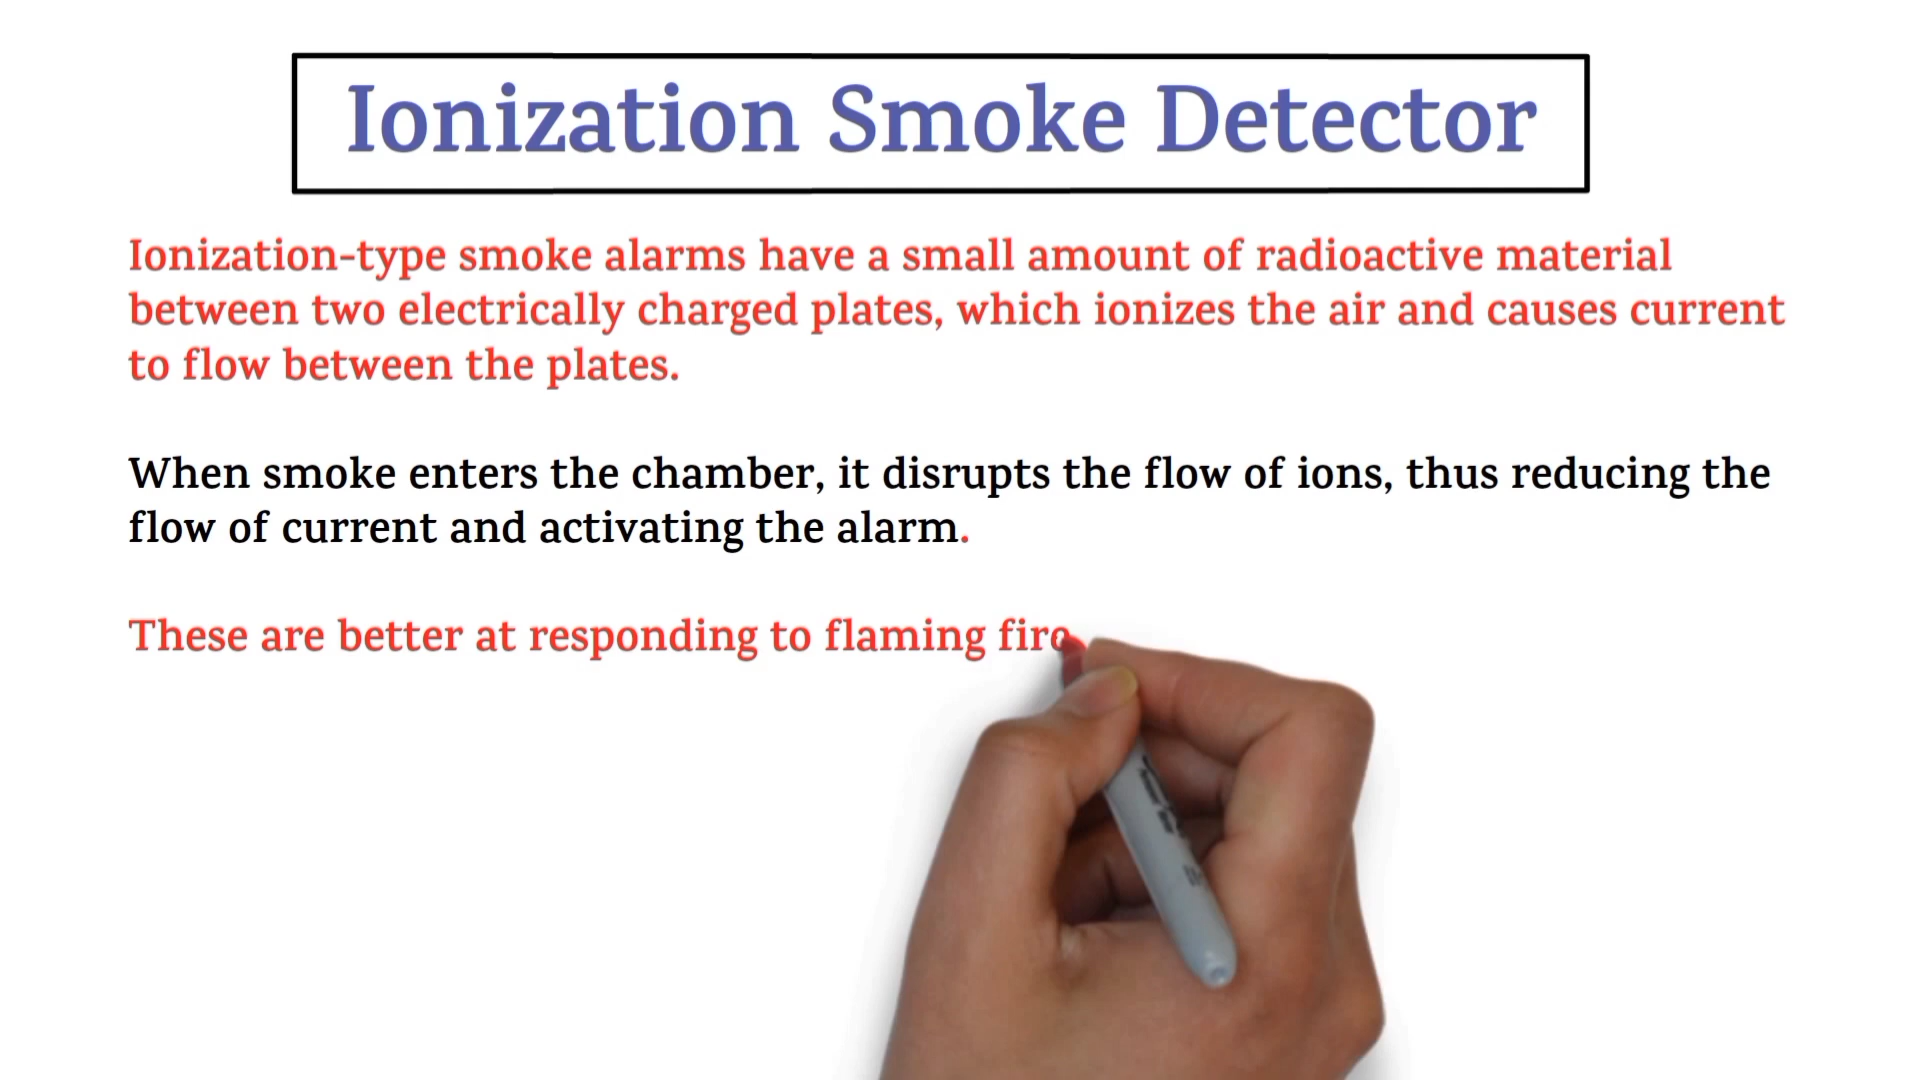 Ionization Smoke Detector
Ionization-type smoke alarms have a small amount of radioactive material
between two electrically charged plates, which ionizes the air and causes current
to flow between the plates.
When smoke enters the chamber, it disrupts the flow of ions, thus reducing the
flow of current and activating the alarm.
These are better at responding to flaming fire